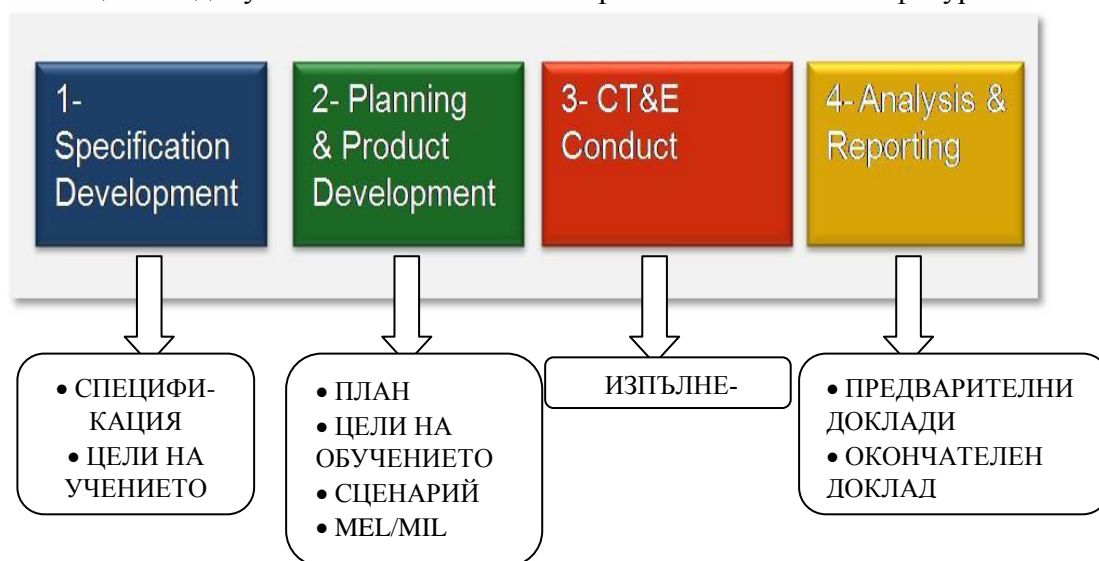 1-
Specification
Development
2- Planning
& Product
Development
3- CT&E
Conduct
4- Analysis &
Reporting
• СПЕЦИФИ-
КАЦИЯ
• ЦЕЛИ НА
УЧЕНИЕТО
• ПЛАН
• ЦЕЛИ НА
ОБУЧЕНИЕТО
• СЦЕНАРИЙ
• MEL/MIL
ИЗПЪЛНЕ-
• ПРЕДВАРИТЕЛНИ
ДОКЛАДИ
• ОКОНЧАТЕЛЕН
ДОКЛАД